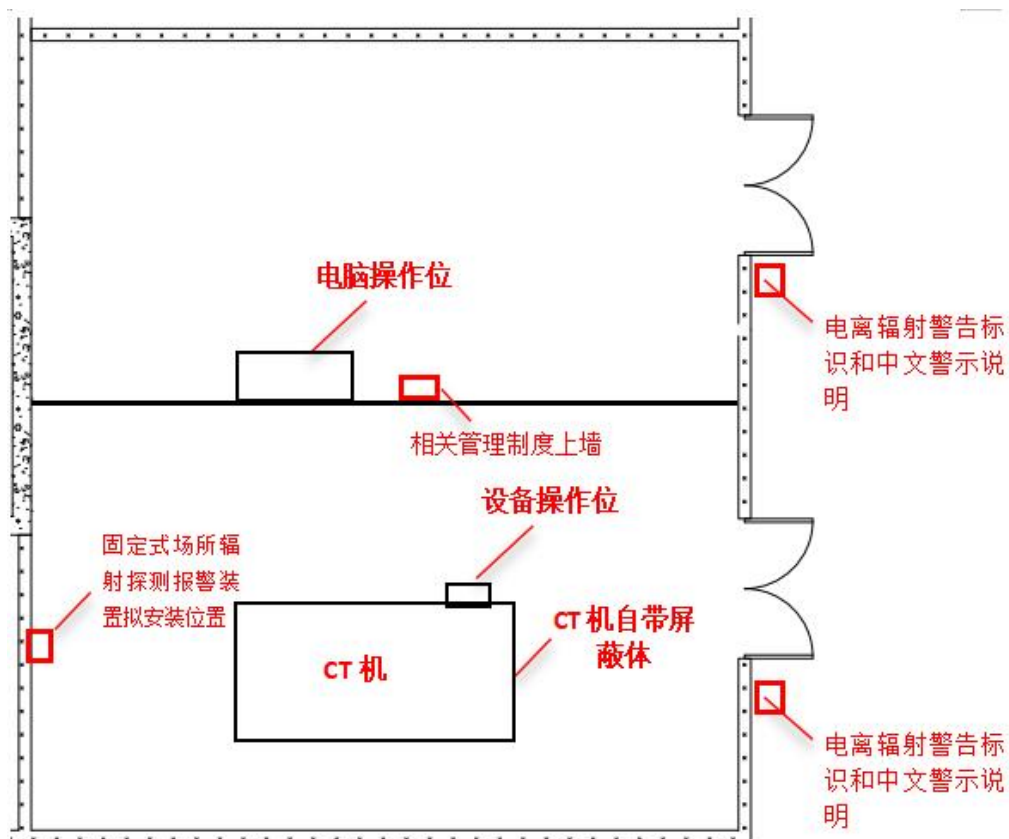 电脑操作位
电离辐射警告标
识和中文警示说
明
相关管理制度上墙
设备操作位
固定式场所辐
射探测报警装
置拟安装位置
CT 机自带屏
蔽体
CT 机
电离辐射警告标
识和中文警示说
明